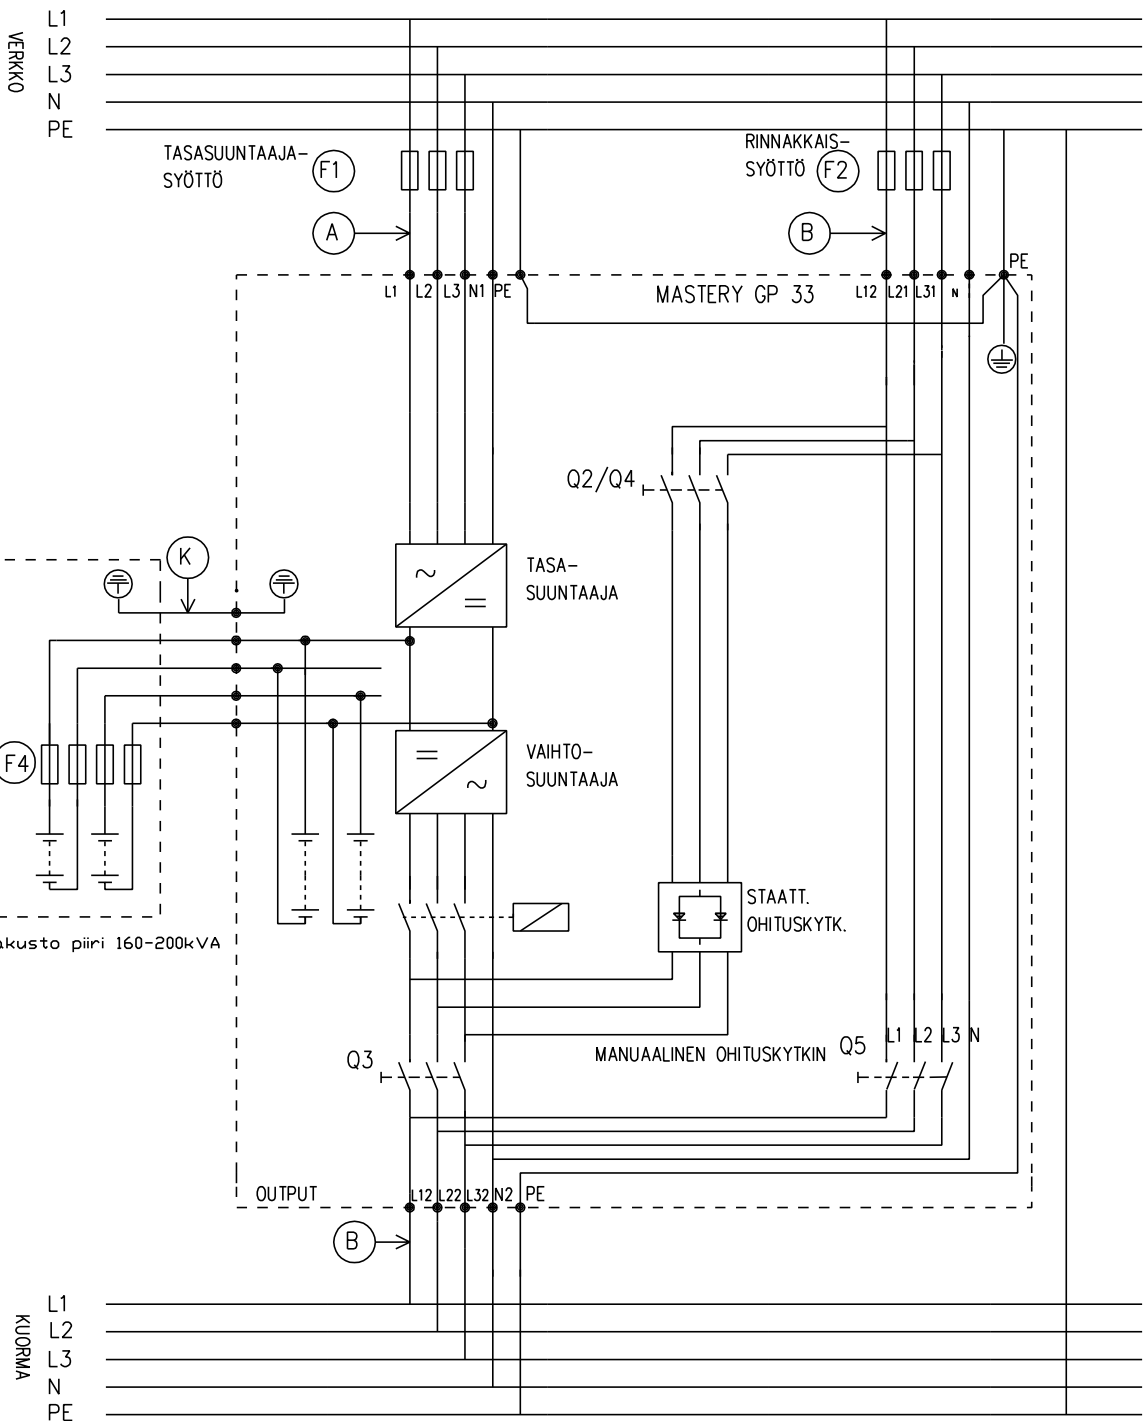 VERKKO
L1
L2
L3
N
PE
TASASUUNTAAJA-
SYÖTTÖ
F1
RINNAKKAIS-
SYÖTTÖ
F2
A
B
PE
L1 L2 L3 N1 PE
MASTERY GP 33
L12 L21 L31 N
Q2/Q4
K
TASA-
SUUNTAAJA
F4
VAIHTO-
SUUNTAAJA
STAATT.
OHITUSKYTK.
akusto piiri 160-200kVA
Q3
MANUAALINEN OHITUSKYTKIN
Q5
L1 L2 L3 N
OUTPUT
L12 L22 L32 N2 PE
B
KUORMA
L1
L2
L3
N
PE